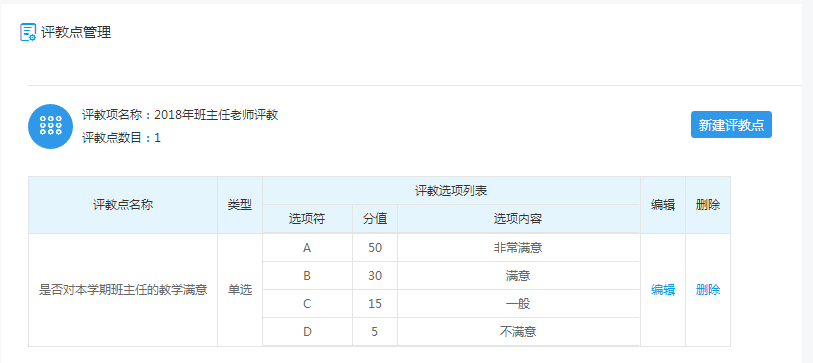 评教点管理
评教项名称：2018年班主任老师评教
评教点数目：1
新建评教点
评教点名称 类型 评教选项列表 编辑 删除
选项符 分值 选项内容
是否对本学期班主任的教学满意 单选 编辑 删除
A 50 非常满意
B 30 满意
C 15 一般
D 5 不满意